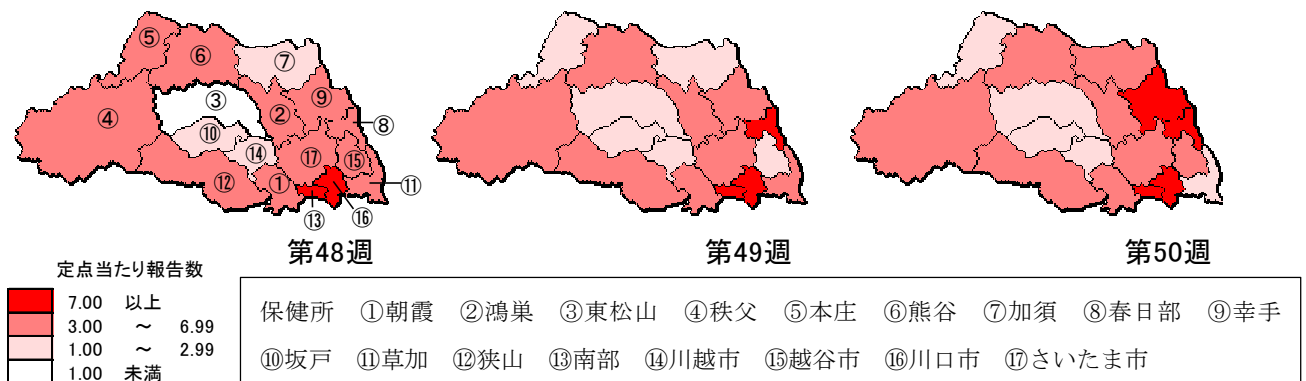 ⑤
⑥
⑦
③
②
⑨
④
⑧
⑩
⑭
⑰
⑮
⑫
①
⑪
⑬
⑯
第48週
第49週
第50週
定点当たり報告数
7.00 以上
3.00 ～ 6.99
1.00 ～ 2.99
1.00 未満
保健所 ①朝霞 ②鴻巣 ③東松山 ④秩父 ⑤本庄 ⑥熊谷 ⑦加須 ⑧春日部 ⑨幸手
⑩坂戸 ⑪草加 ⑫狭山 ⑬南部 ⑭川越市 ⑮越谷市 ⑯川口市 ⑰さいたま市